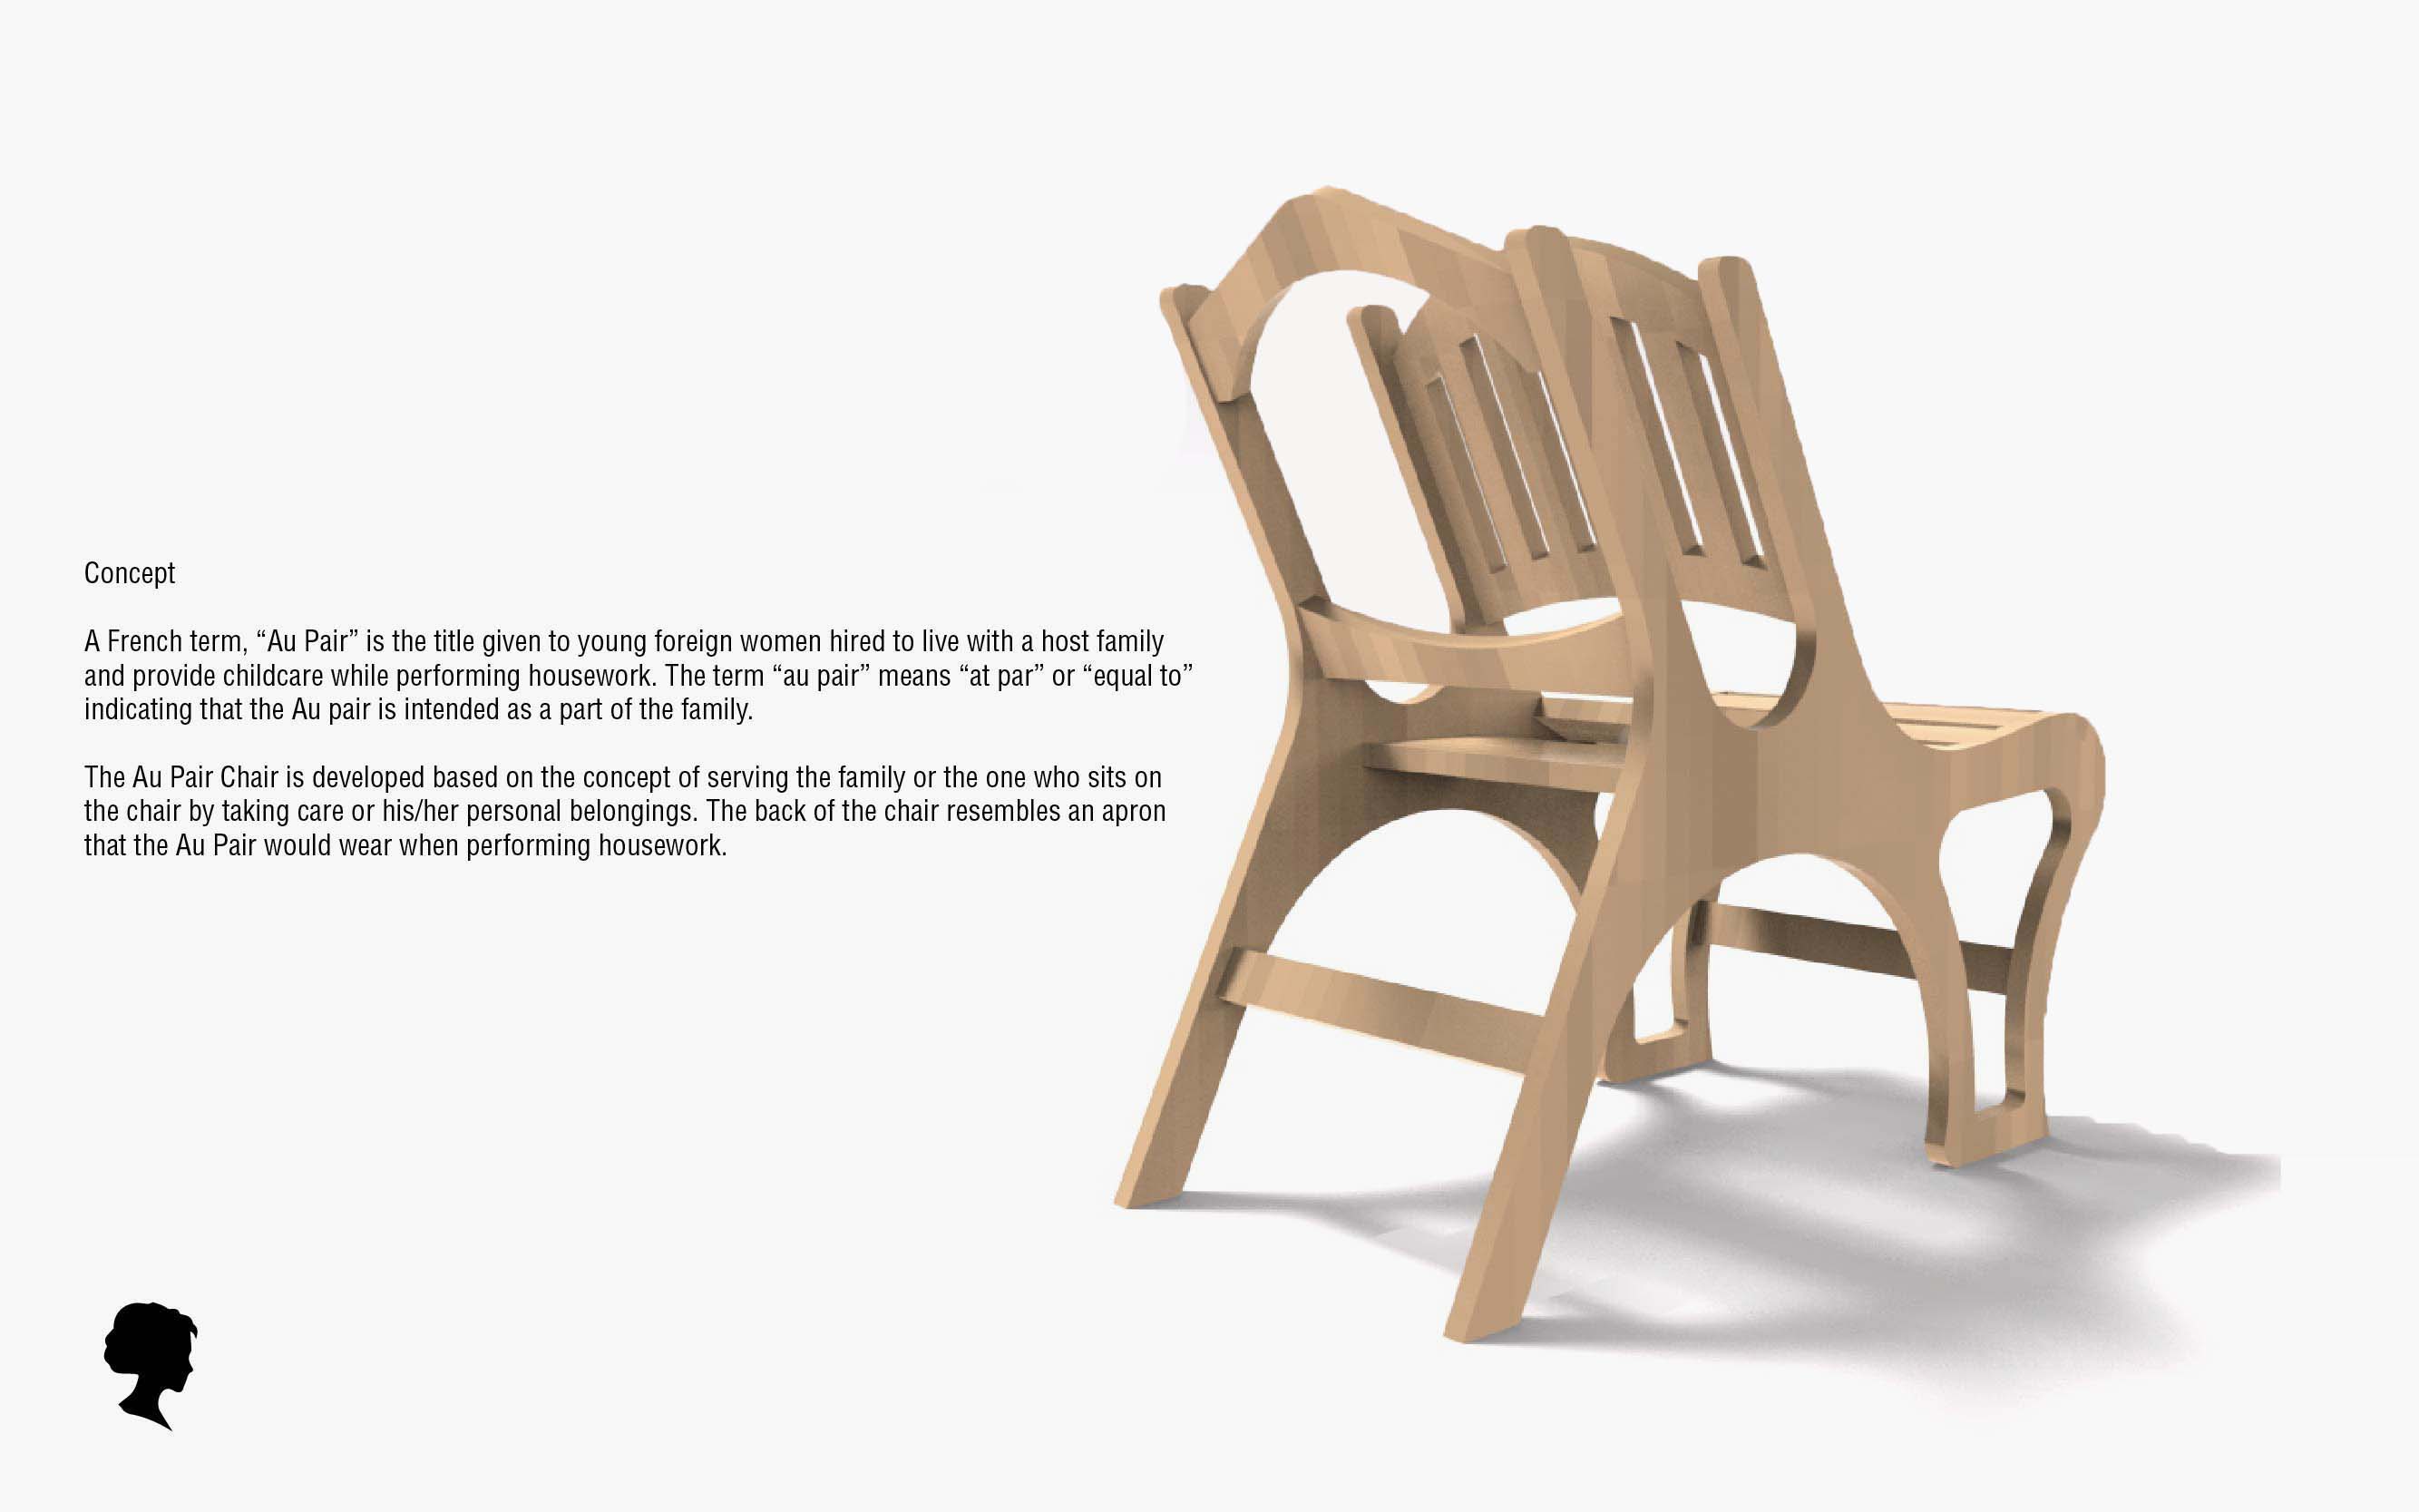 Concept
A French term, “Au Pair” is the title given to young foreign women hired to live with a host family
and provide childcare while performing housework. The term “au pair” means “at par” or “equal to”
indicating that the Au pair is intended as a part of the family.
The Au Pair Chair is developed based on the concept of serving the family or the one who sits on
the chair by taking care or his/her personal belongings. The back of the chair resembles an apron
that the Au Pair would wear when performing housework.